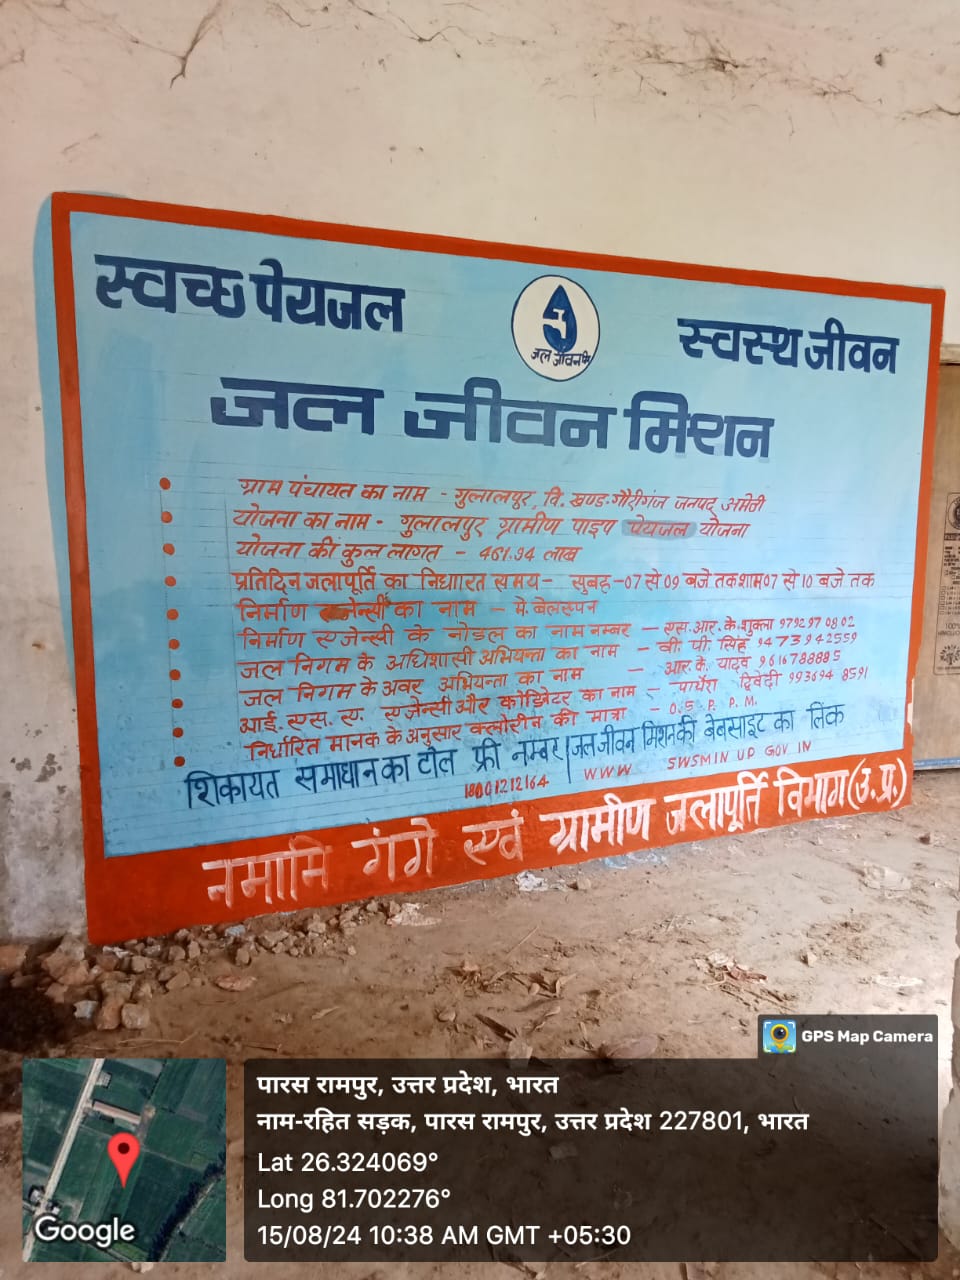 स्वच्छ पेयजल
जल जीवन मि
स्वस्थ जीवन
जल जीवन मिशन
ग्राम पंचायत का नाम - गुलालपुर, वि. खण्ड-गौरीगंज जनपद अमेठी
योजना का नाम - गुलालपुर ग्रामीण पाइप पेयजल योजना
योजना की कुल लागत - 461.94 लाख
प्रतिदिन जलापूर्ति का निर्धारित समय- सुबह -07 से 09 बजे तक शाम 07 से 10 बजे तक
निर्माण एजेन्सी का नाम - मे. बेलस्पन
निर्माण एजेन्सी के नोडल का नाम नम्बर - एस.आर.के.शुक्ला 9792970802
जल निगम के अधिशासी अभियन्ता का नाम - वी. पी. सिंह 9473942559
जल निगम के अवर अभियन्ता का नाम - आर.के. यादव 9616788885
आई.एस.ए. एजेन्सी और कोडिनेटर का नाम - द्विवेदी 993694 8591
निर्धारित मानक के अनुसार क्लोरीन की मात्रा - 0.5 P. P. M.
शिकायत समाधान का टोल फ्री नम्बर | जल जीवन मिशन की बेबसाइट का लिंक
18001212164 WWW SWSMIN UP GOV IN
नमामि गंगे एवं ग्रामीण जलापूर्ति विभाग (उ.प्र.)
GPS Map Camera
पारस रामपुर, उत्तर प्रदेश, भारत
नाम-रहित सड़क, पारस रामपुर, उत्तर प्रदेश 227801, भारत
Lat 26.324069°
Long 81.702276°
15/08/24 10:38 AM GMT +05:30
Google